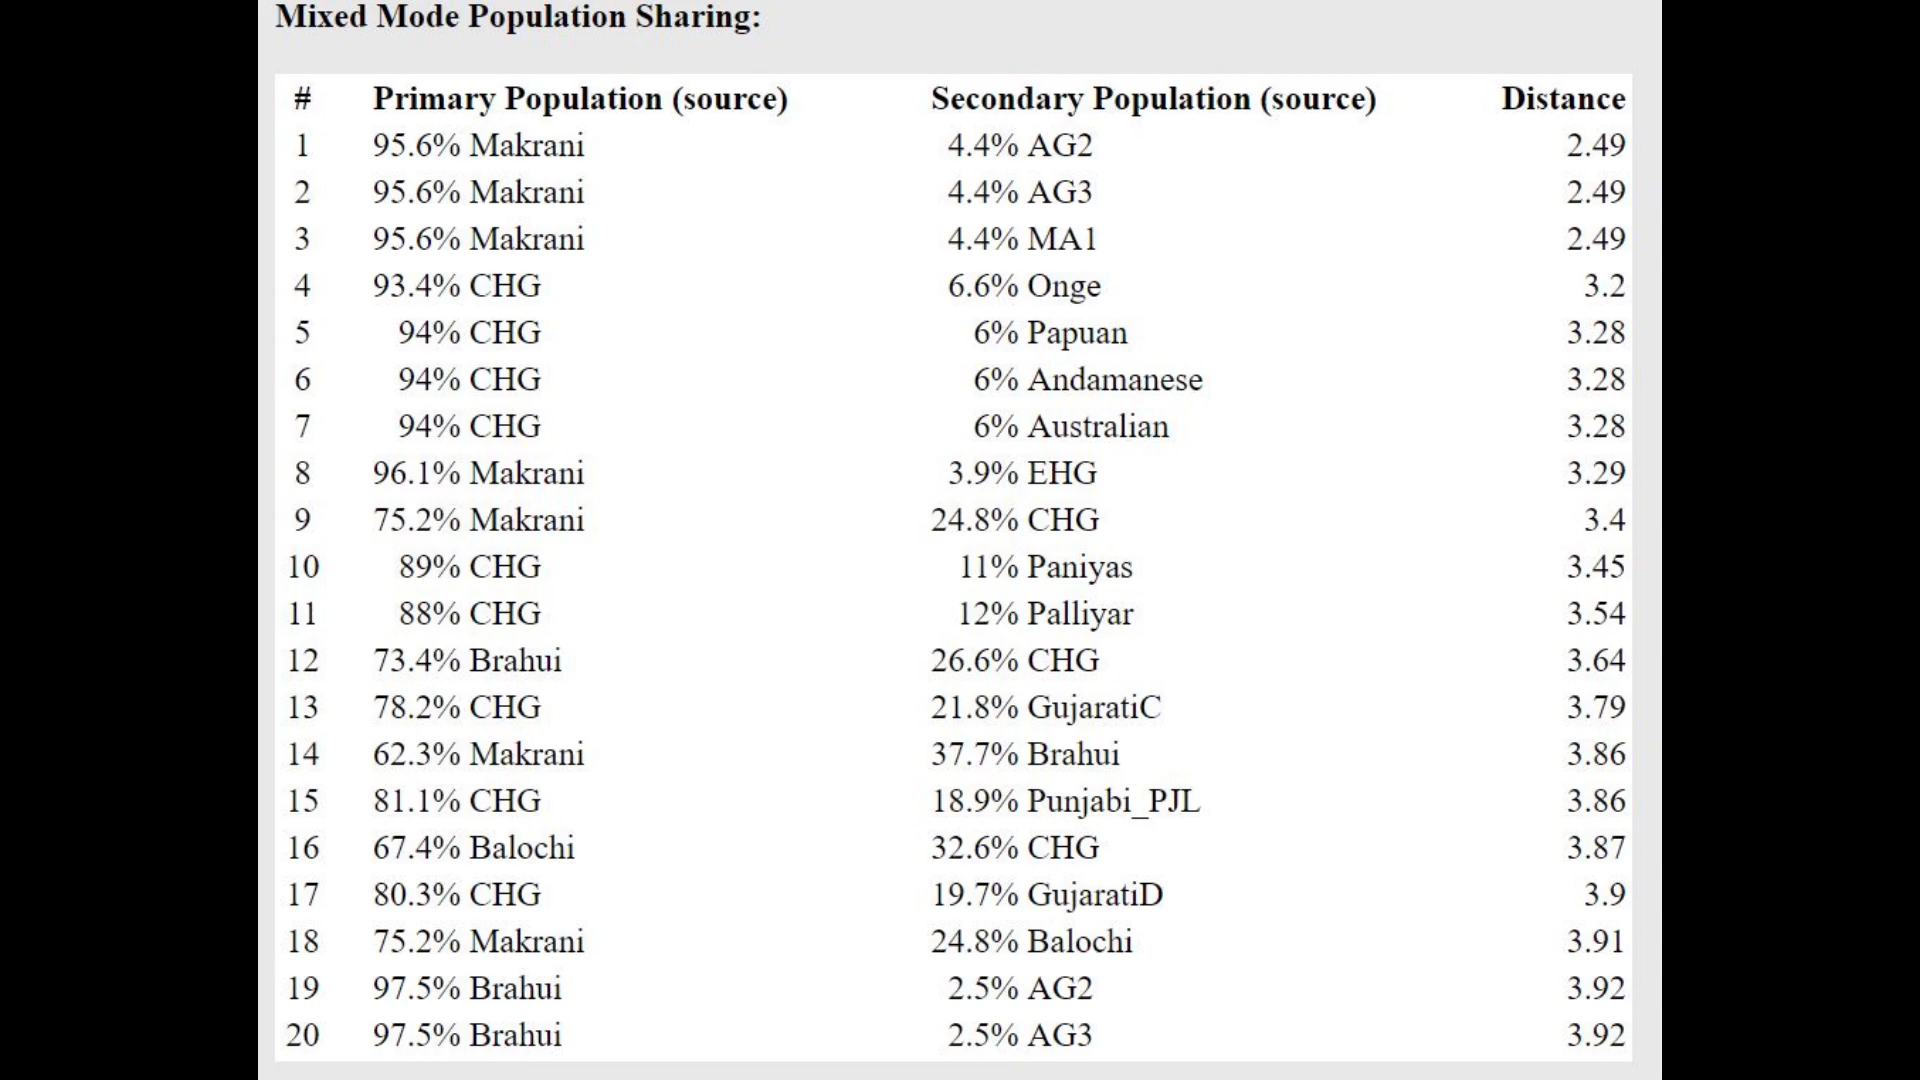 Mixed Mode Population Sharing:
# Primary Population (source) Secondary Population (source) Distance
1 95.6% Makrani 4.4% AG2 2.49
2 95.6% Makrani 4.4% AG3 2.49
3 95.6% Makrani 4.4% MA1 2.49
4 93.4% CHG 6.6% Onge 3.2
5 94% CHG 6% Papuan 3.28
6 94% CHG 6% Andamanese 3.28
7 94% CHG 6% Australian 3.28
8 96.1% Makrani 3.9% EHG 3.29
9 75.2% Makrani 24.8% CHG 3.4
10 89% CHG 11% Paniyas 3.45
11 88% CHG 12% Palliyar 3.54
12 73.4% Brahui 26.6% CHG 3.64
13 78.2% CHG 21.8% GujaratiC 3.79
14 62.3% Makrani 37.7% Brahui 3.86
15 81.1% CHG 18.9% Punjabi_PJL 3.86
16 67.4% Balochi 32.6% CHG 3.87
17 80.3% CHG 19.7% GujaratiD 3.9
18 75.2% Makrani 24.8% Balochi 3.91
19 97.5% Brahui 2.5% AG2 3.92
20 97.5% Brahui 2.5% AG3 3.92